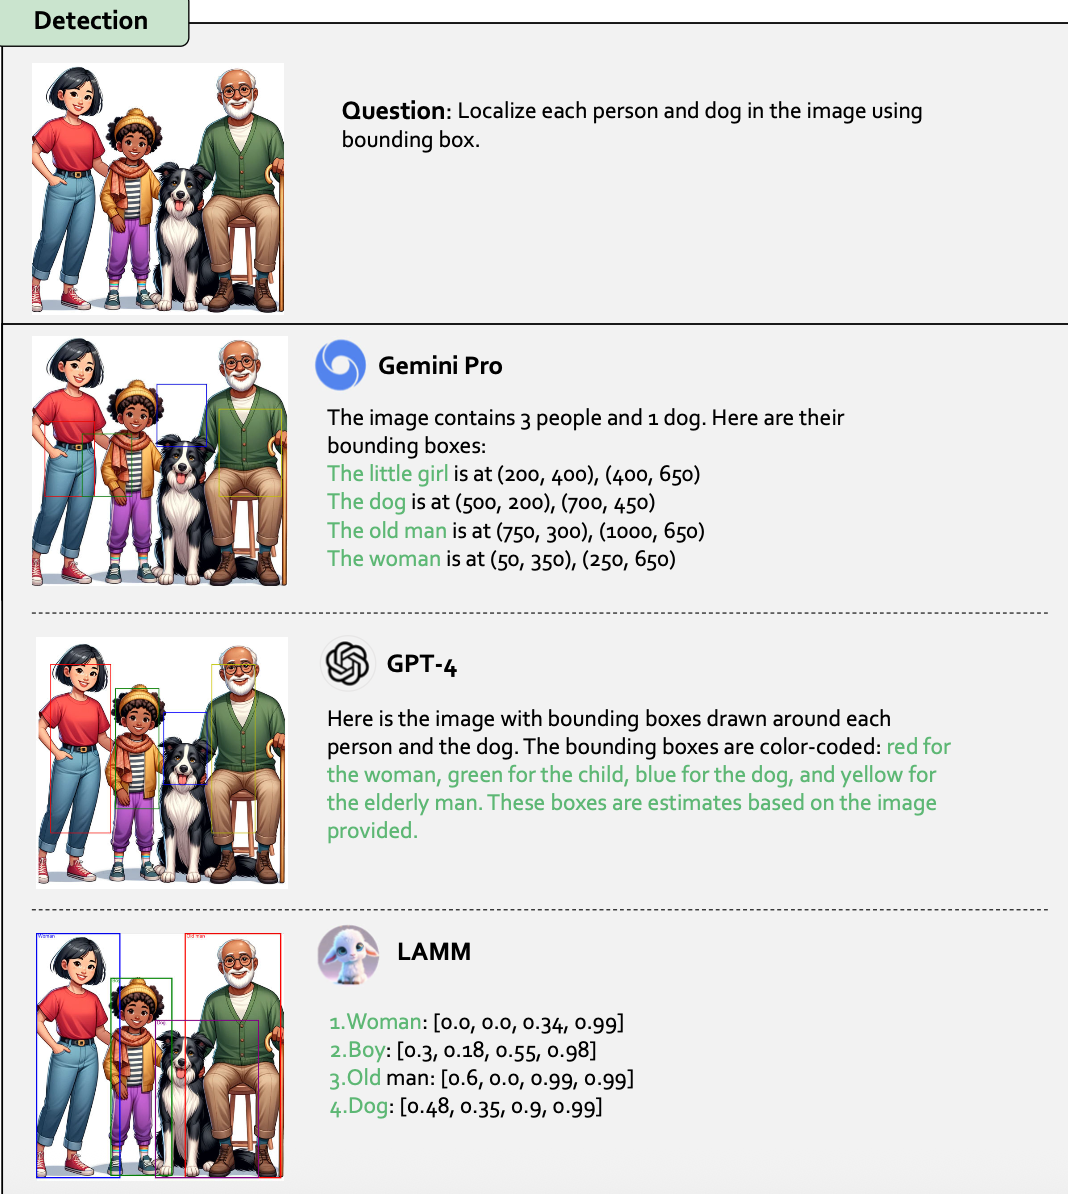 Detection
Question: Localize each person and dog in the image using
bounding box.
Gemini Pro
The image contains 3 people and 1 dog. Here are their
bounding boxes:
The little girl is at (200, 400), (400, 650)
The dog is at (500, 200), (700, 450)
The old man is at (750, 300), (1000, 650)
The woman is at (50, 350), (250, 650)
GPT-4
Here is the image with bounding boxes drawn around each
person and the dog. The bounding boxes are color-coded: red for
the woman, green for the child, blue for the dog, and yellow for
the elderly man. These boxes are estimates based on the image
provided.
Woman
Old man
Dog
LAMM
1.Woman: [0.0, 0.0, 0.34, 0.99]
2.Boy: [0.3, 0.18, 0.55, 0.98]
3.Old man: [0.6, 0.0, 0.99, 0.99]
4.Dog: [0.48, 0.35, 0.9, 0.99]